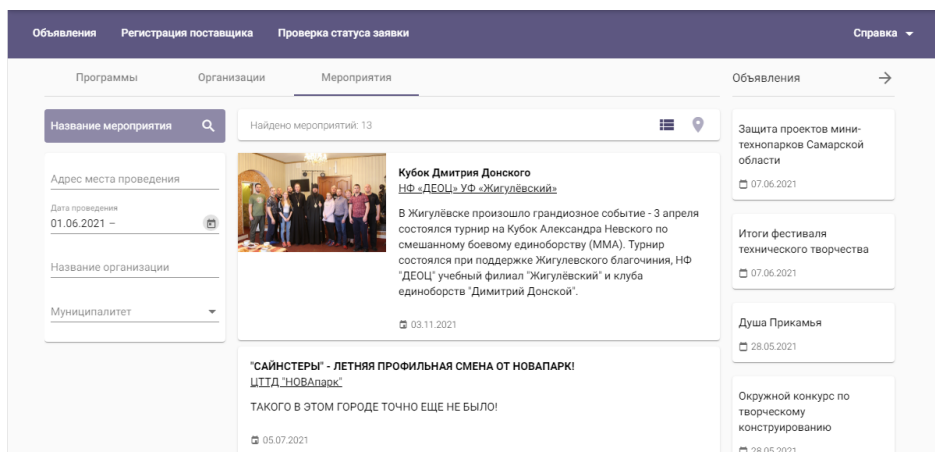 Объявления Регистрация поставщика Проверка статуса заявки Справка
Программы Организации Мероприятия
Название мероприятия
Адрес места проведения
Дата проведения
01.06.2021 –
Название организации
Муниципалитет
Найдено мероприятий: 13
Кубок Дмитрия Донского
НФ «ДЕОЦ» УФ «Жигулёвский»
В Жигулёвске произошло грандиозное событие - 3 апреля
состоялся турнир на Кубок Александра Невского по
смешанному боевому единоборству (ММА). Турнир
состоялся при поддержке Жигулевского благочиния, НФ
"ДЕОЦ" учебный филиал "Жигулёвский" и клуба
единоборств "Димитрий Донской".
03.11.2021
"САЙНСТЕРЫ" - ЛЕТНЯЯ ПРОФИЛЬНАЯ СМЕНА ОТ НОВАПАРК!
ЦТТД "НОВАпарк"
ТАКОГО В ЭТОМ ГОРОДЕ ТОЧНО ЕЩЕ НЕ БЫЛО!
05.07.2021
Объявления
Защита проектов мини-
технопарков Самарской
области
07.06.2021
Итоги фестиваля
технического творчества
07.06.2021
Душа Прикамья
28.05.2021
Окружной конкурс по
творческому
конструированию
28.05.2021